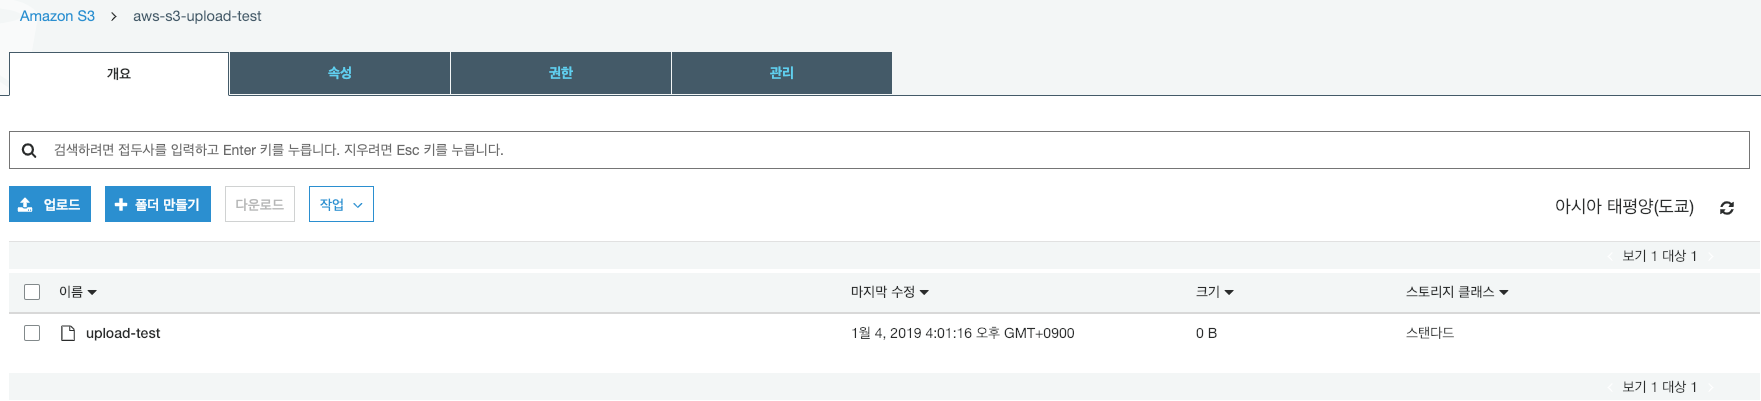 Amazon S3 > aws-s3-upload-test
개요 속성 권한 관리
검색하려면 접두사를 입력하고 Enter 키를 누릅니다. 지우려면 Esc 키를 누릅니다.
업로드 폴더 만들기 다운로드 작업 아시아 태평양(도쿄)
보기 1 대상 1
이름 마지막 수정 크기 스토리지 클래스
upload-test 1월 4, 2019 4:01:16 오후 GMT+0900 0 B 스탠다드
보기 1 대상 1